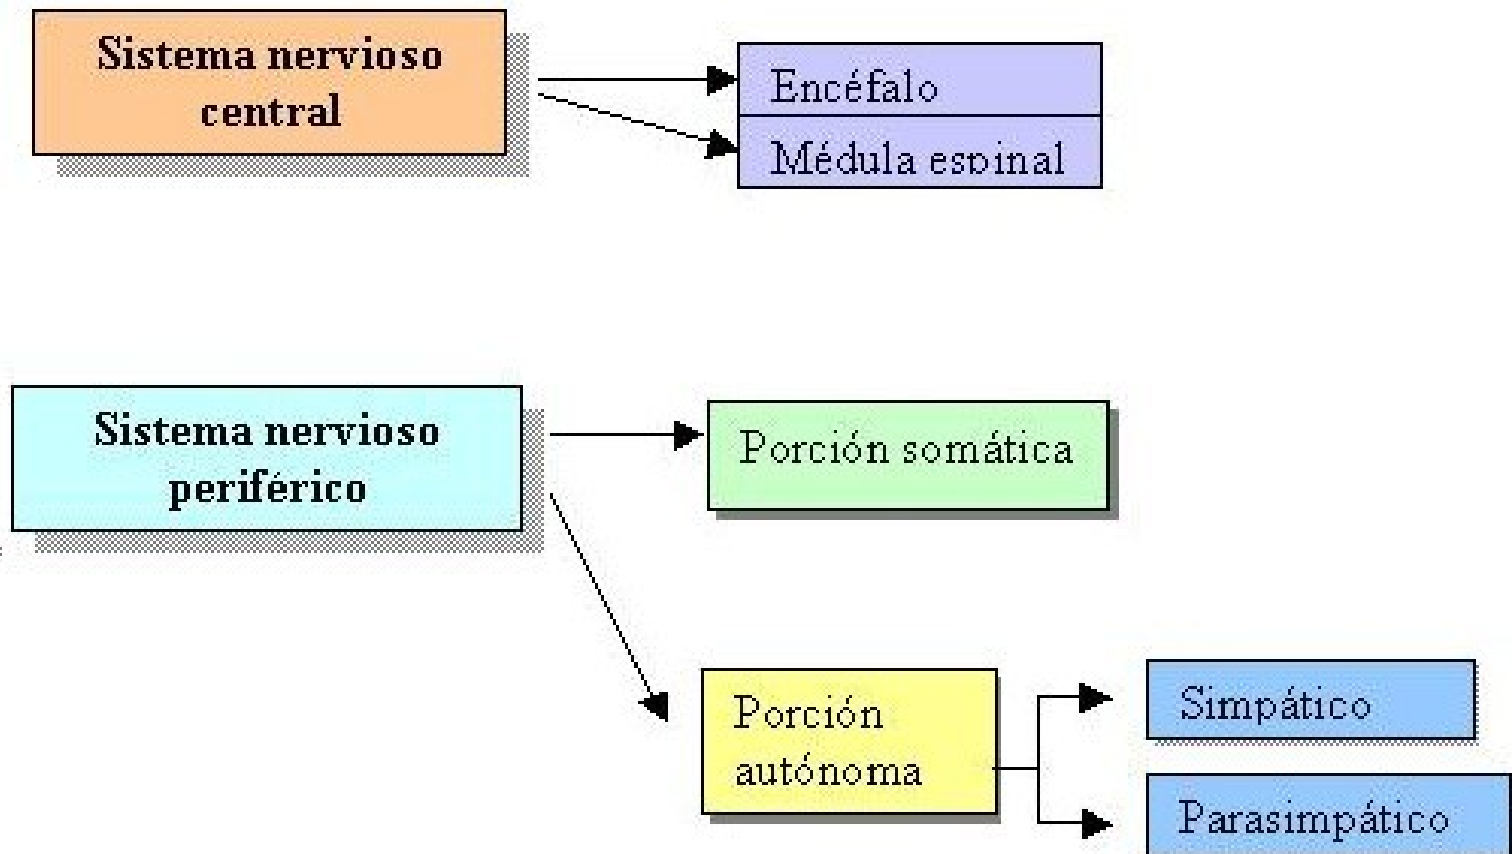 Sistema nervioso
central
Encéfalo
Médula espinal
Sistema nervioso
periférico
Porción somática
Porción
autónoma
Simpático
Parasimpático